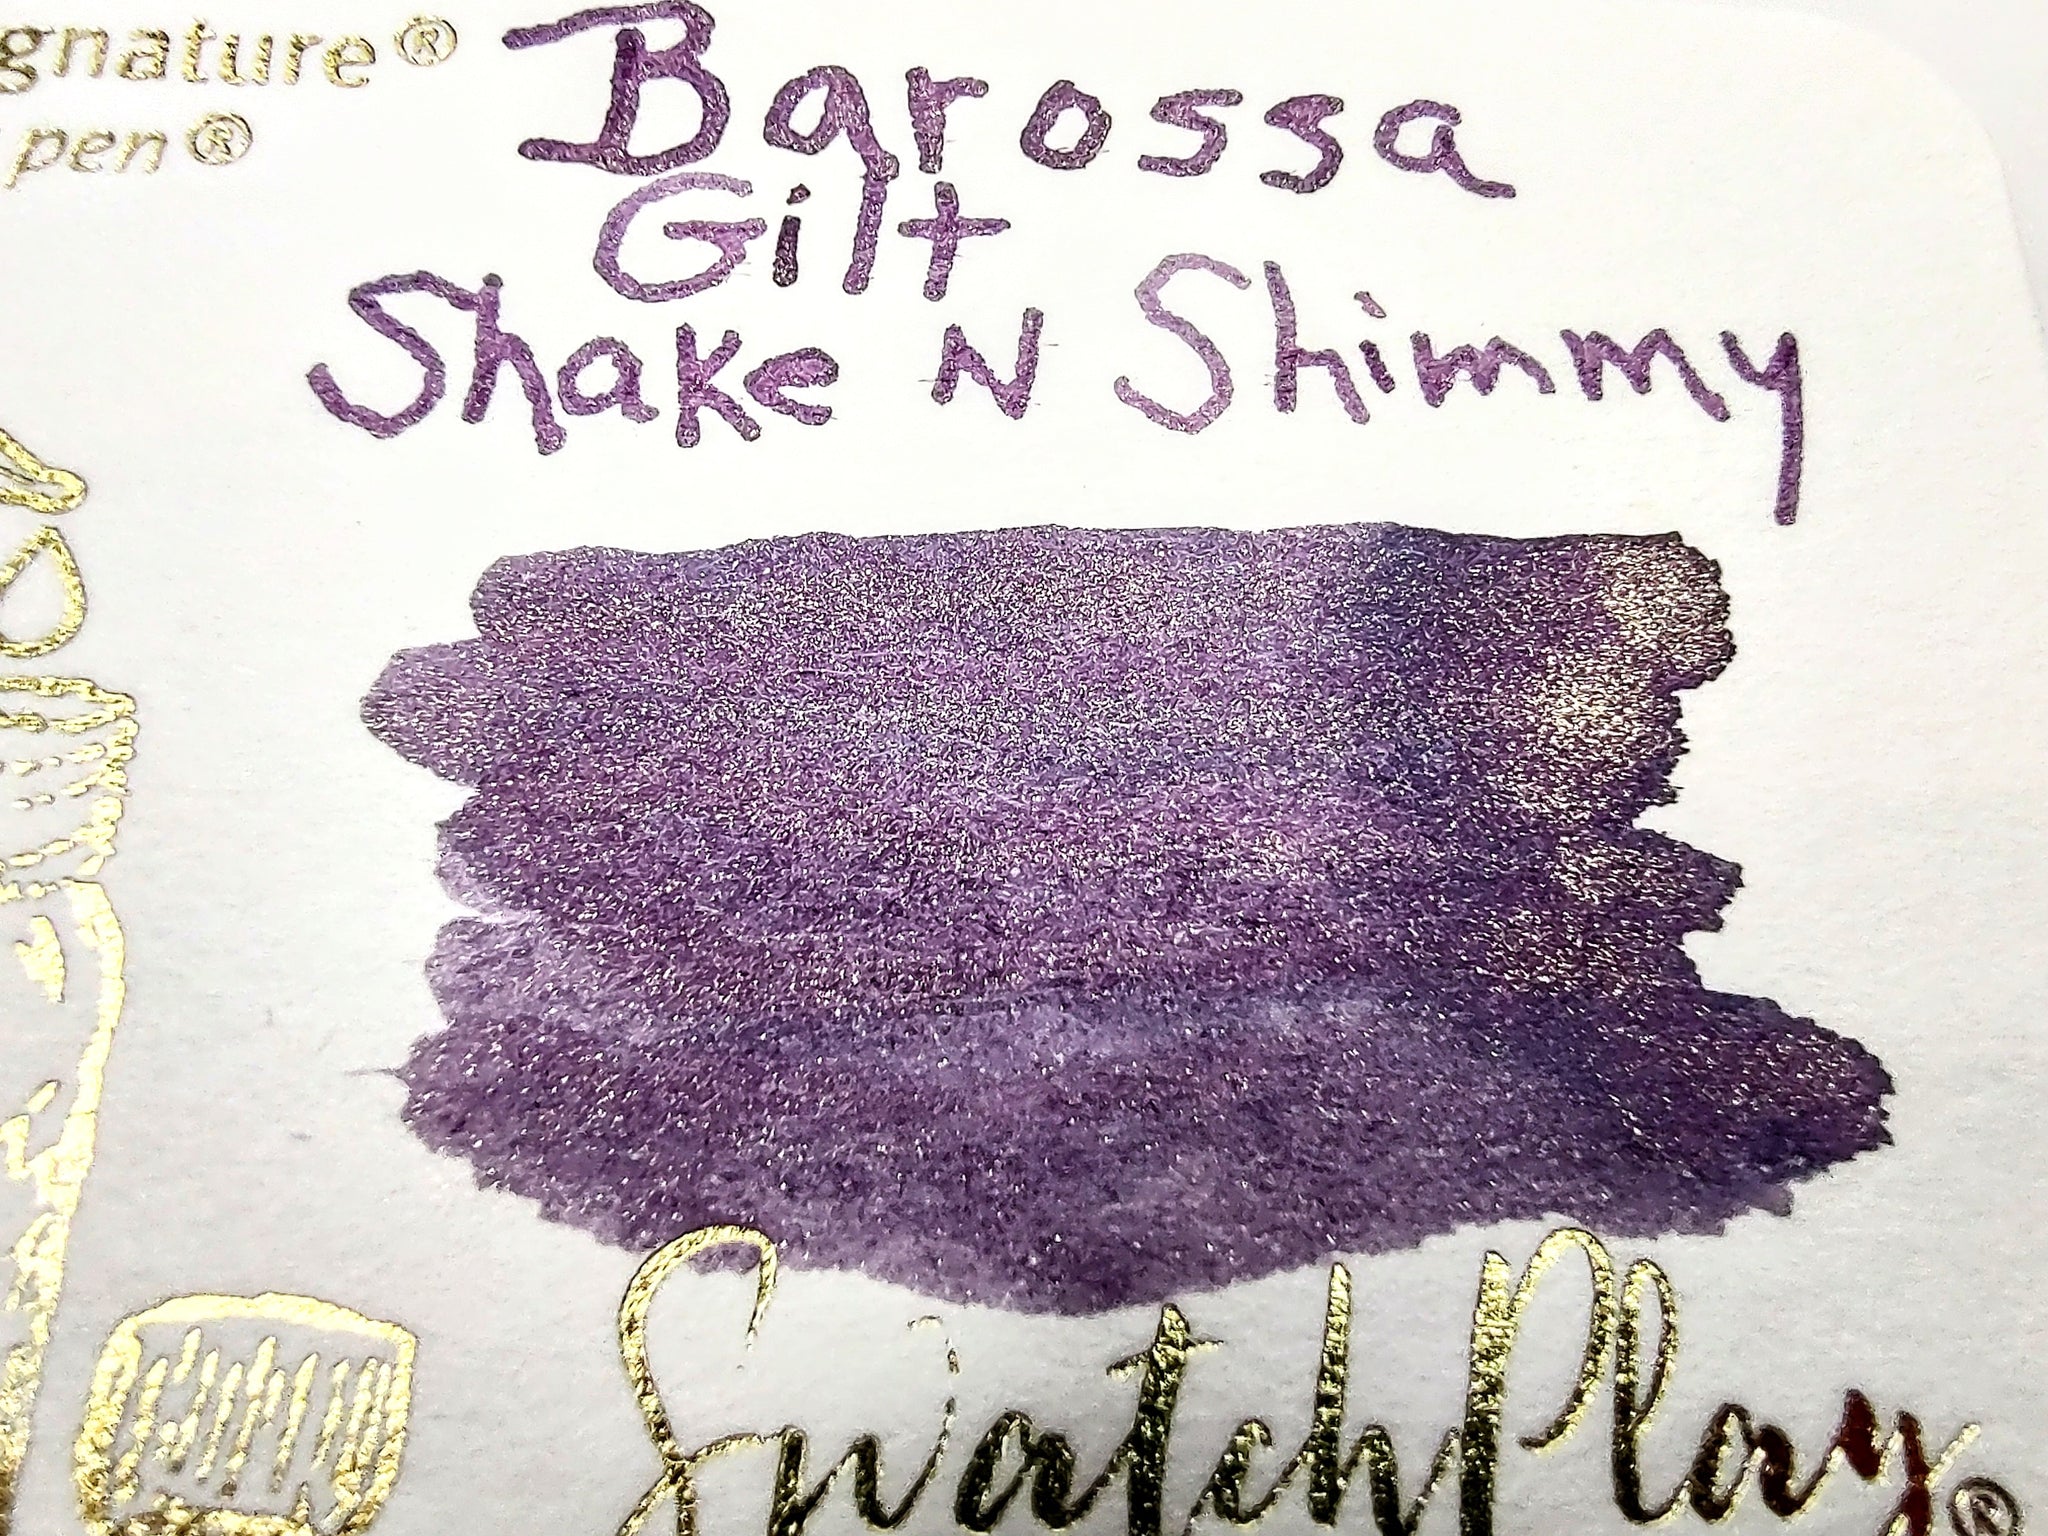 gnature®
pen®
Barossa
Gilt
Shake N Shimmy
SwatchPlay®